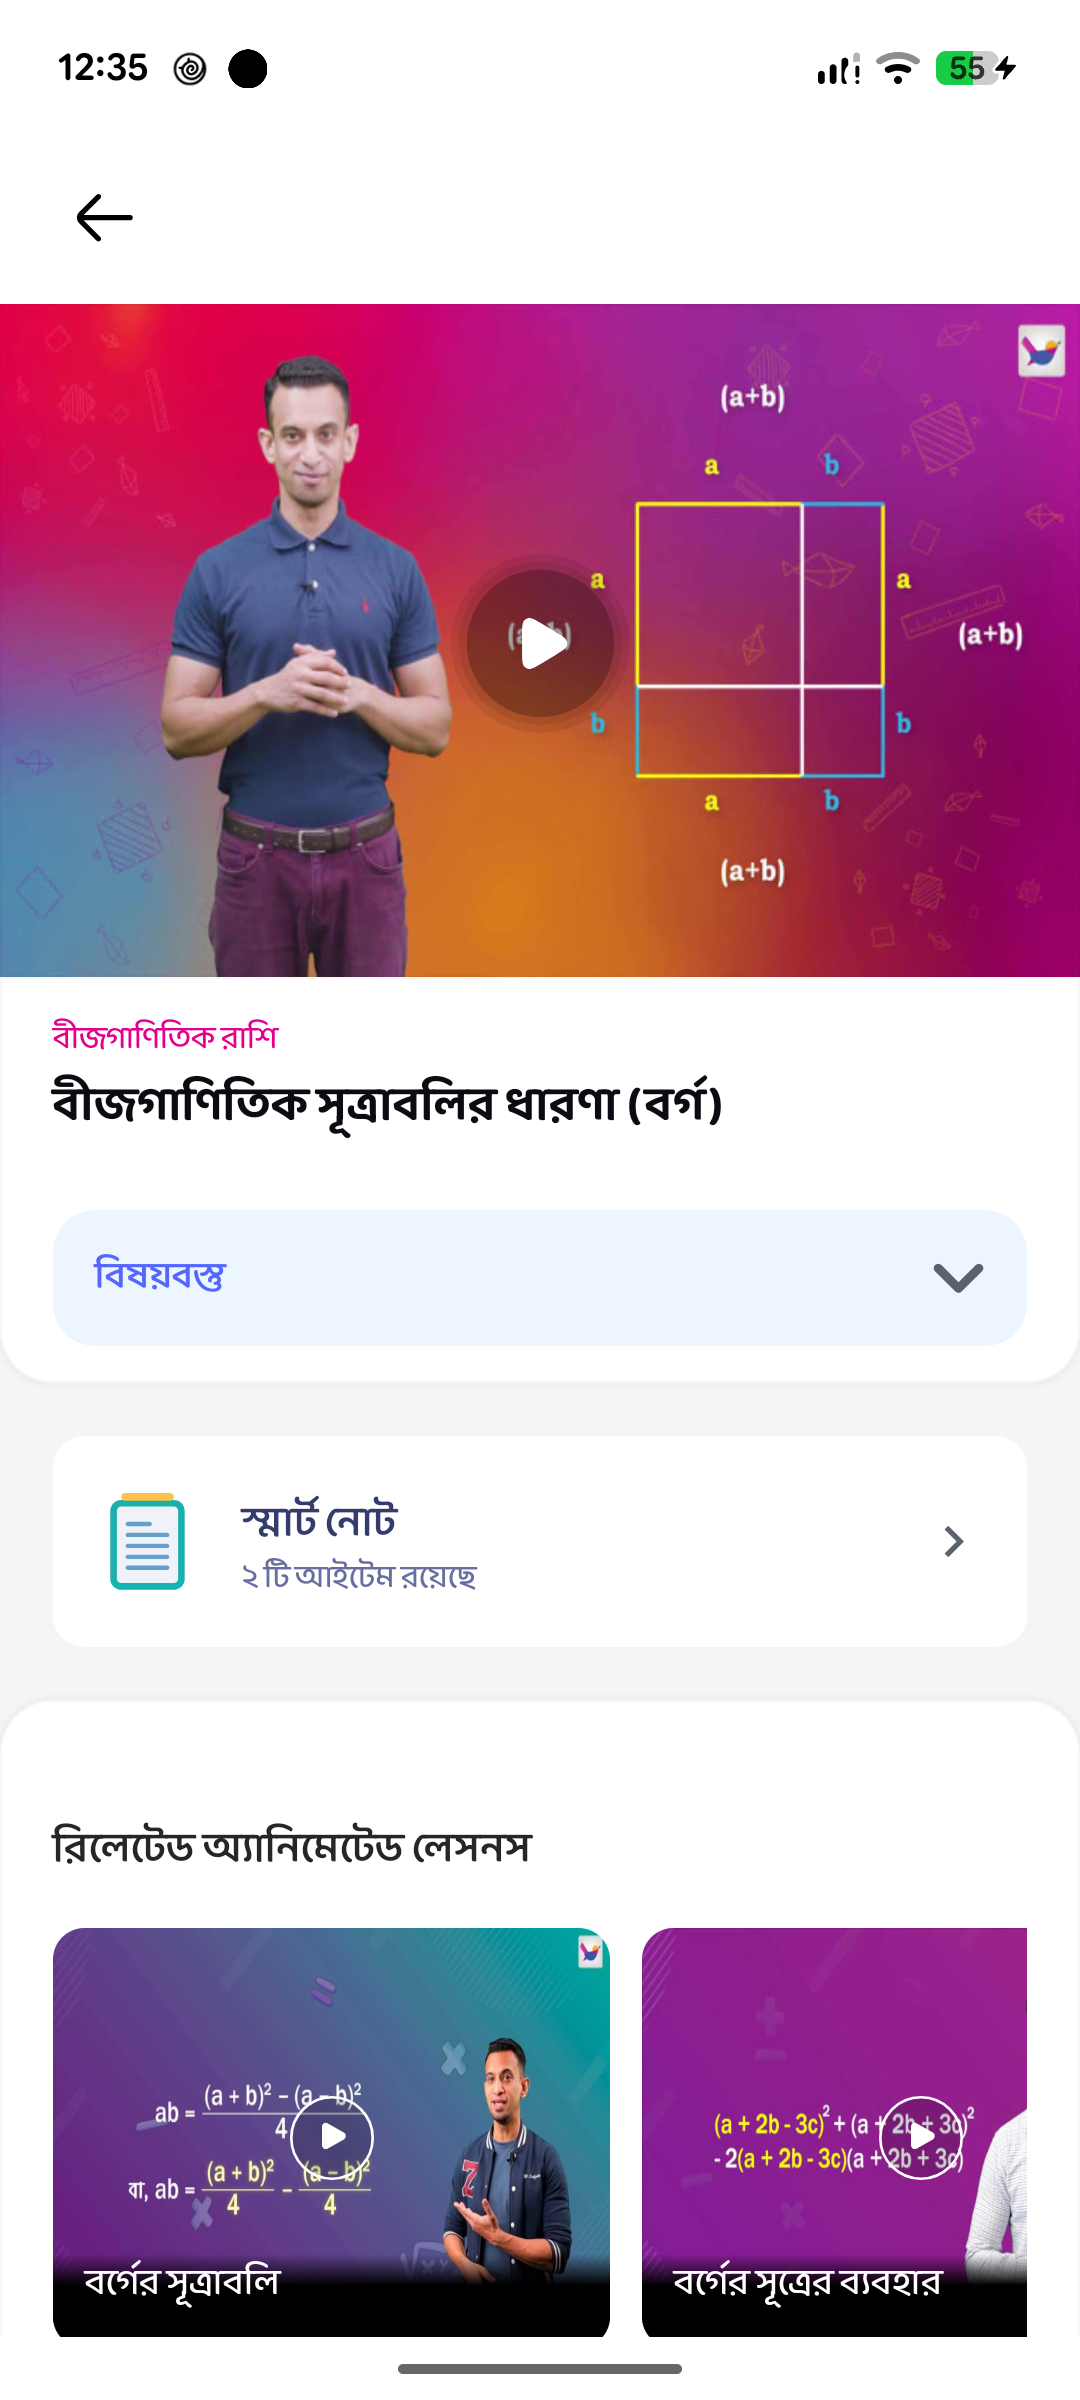 12:35
55
(a+b)
a b
a a
(a+b)
b b
a b
(a+b)
বীজগাণিতিক রাশি
বীজগাণিতিক সূত্রাবলির ধারণা (বর্গ)
বিষয়বস্তু
স্মার্ট নোট
২ টি আইটেম রয়েছে
রিলেটেড অ্যানিমেটেড লেসনস
ab = (a + b)² – (a – b)² / 4
বা, ab = (a + b)² / 4 – (a – b)² / 4
বর্গের সূত্রাবলি
(a + 2b - 3c)² + (a + 2b + 3c)²
- 2(a + 2b - 3c)(a + 2b + 3c)
বর্গের সূত্রের ব্যবহার